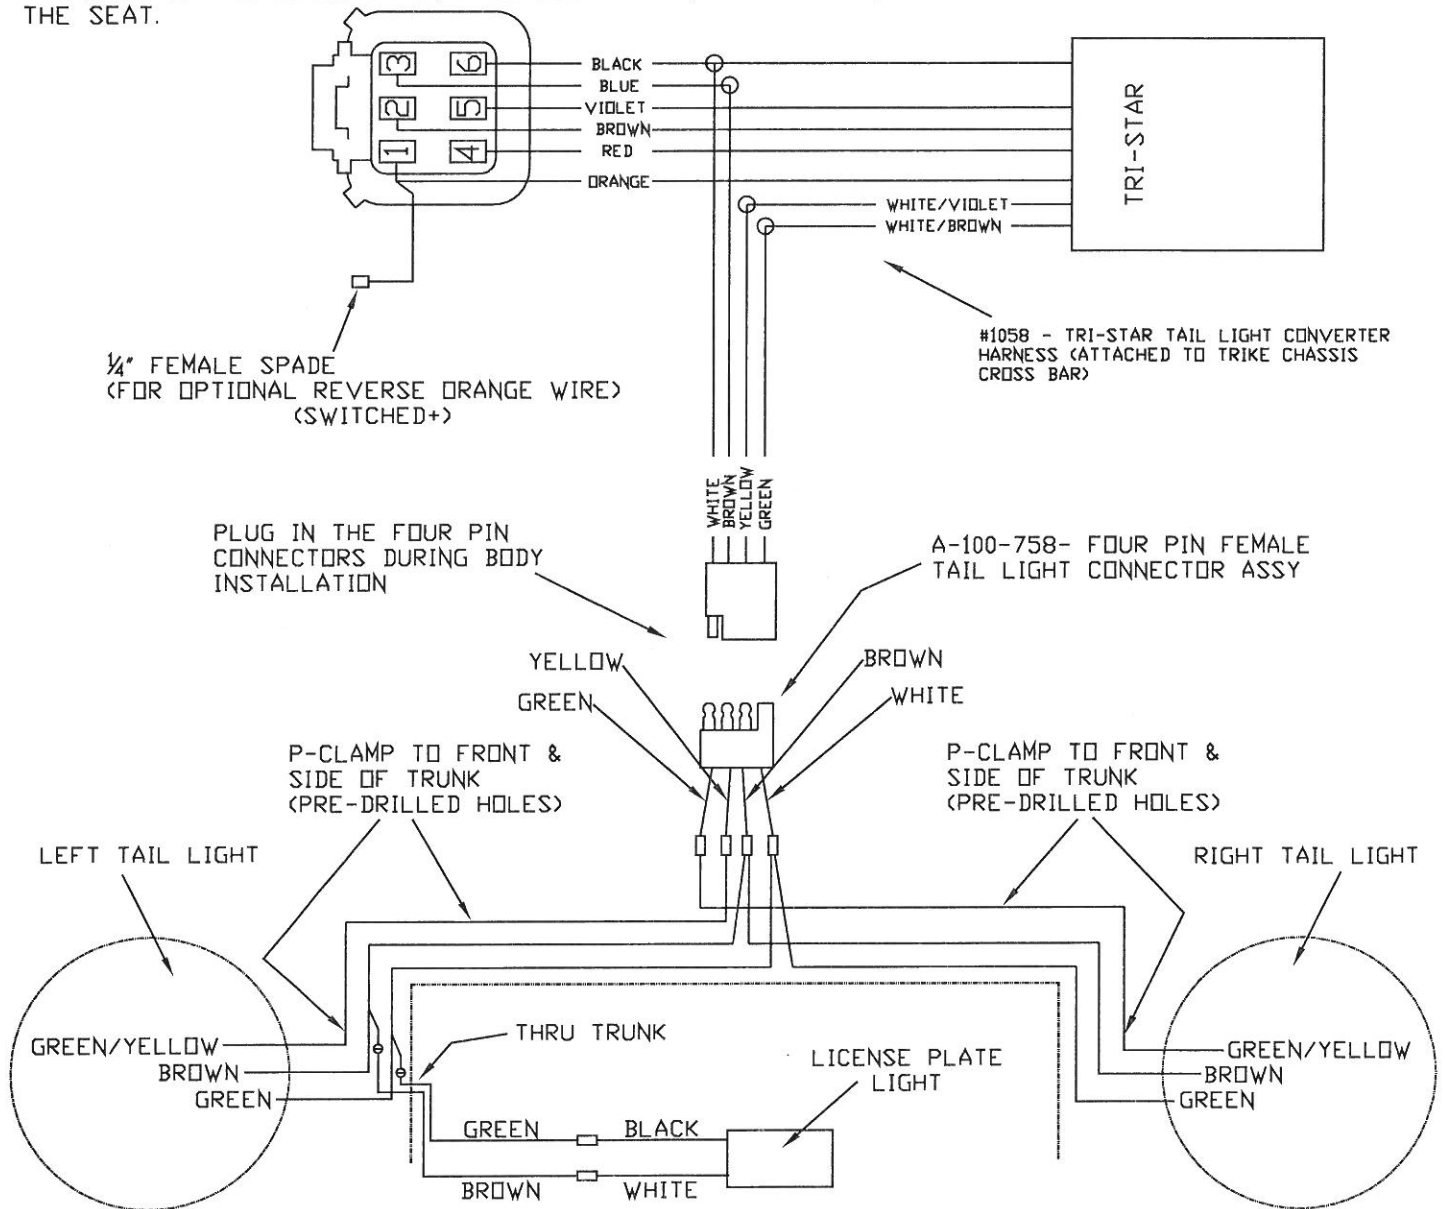 THE SEAT.
3
6
2
5
1
4
BLACK
BLUE
VIOLET
BROWN
RED
ORANGE
WHITE/VIOLET
WHITE/BROWN
TRI-STAR
#1058 - TRI-STAR TAIL LIGHT CONVERTER
HARNESS (ATTACHED TO TRIKE CHASSIS
CROSS BAR)
1/4" FEMALE SPADE
(FOR OPTIONAL REVERSE ORANGE WIRE)
(SWITCHED+)
WHITE
BROWN
YELLOW
GREEN
PLUG IN THE FOUR PIN
CONNECTORS DURING BODY
INSTALLATION
A-100-758- FOUR PIN FEMALE
TAIL LIGHT CONNECTOR ASSY
YELLOW
GREEN
BROWN
WHITE
P-CLAMP TO FRONT &
SIDE OF TRUNK
(PRE-DRILLED HOLES)
P-CLAMP TO FRONT &
SIDE OF TRUNK
(PRE-DRILLED HOLES)
LEFT TAIL LIGHT
RIGHT TAIL LIGHT
GREEN/YELLOW
BROWN
GREEN
THRU TRUNK
LICENSE PLATE
LIGHT
GREEN/YELLOW
BROWN
GREEN
GREEN
BLACK
BROWN
WHITE